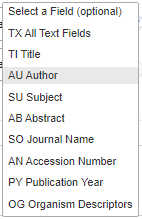 Select a Field (optional)
TX All Text Fields
TI Title
AU Author
SU Subject
AB Abstract
SO Journal Name
AN Accession Number
PY Publication Year
OG Organism Descriptors